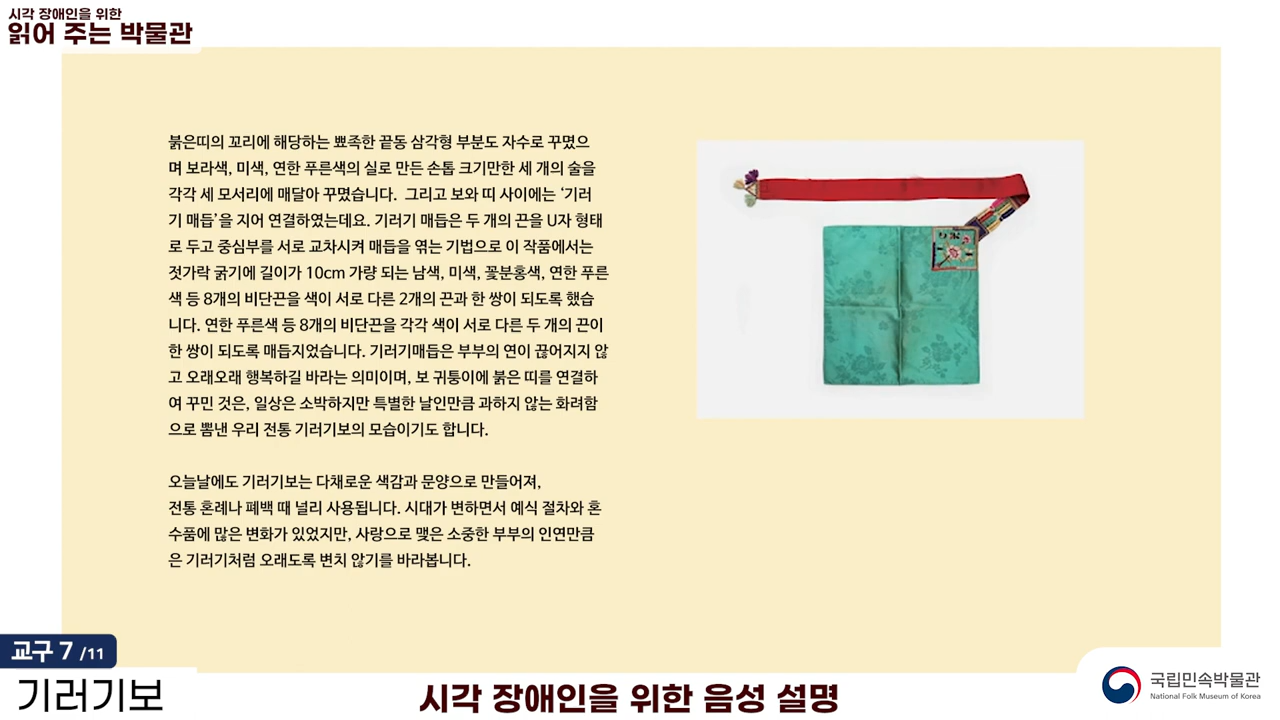 시각 장애인을 위한
읽어 주는 박물관
붉은띠의 꼬리에 해당하는 뾰족한 끝동 삼각형 부분도 자수로 꾸몄으
며 보라색, 미색, 연한 푸른색의 실로 만든 손톱 크기만한 세 개의 술을
각각 세 모서리에 매달아 꾸몄습니다. 그리고 보와 띠 사이에는 ‘기러
기 매듭’을 지어 연결하였는데요. 기러기 매듭은 두 개의 끈을 U자 형태
로 두고 중심부를 서로 교차시켜 매듭을 엮는 기법으로 이 작품에서는
젓가락 굵기에 길이가 10cm 가량 되는 남색, 미색, 꽃분홍색, 연한 푸른
색 등 8개의 비단끈을 색이 서로 다른 2개의 끈과 한 쌍이 되도록 했습
니다. 연한 푸른색 등 8개의 비단끈을 각각 색이 서로 다른 두 개의 끈이
한 쌍이 되도록 매듭지었습니다. 기러기매듭은 부부의 연이 끊어지지 않
고 오래오래 행복하길 바라는 의미이며, 보 귀퉁이에 붉은 띠를 연결하
여 꾸민 것은, 일상은 소박하지만 특별한 날인만큼 과하지 않는 화려함
으로 뽐낸 우리 전통 기러기보의 모습이기도 합니다.
오늘날에도 기러기보는 다채로운 색감과 문양으로 만들어져,
전통 혼례나 폐백 때 널리 사용됩니다. 시대가 변하면서 예식 절차와 혼
수품에 많은 변화가 있었지만, 사랑으로 맺은 소중한 부부의 인연만큼
은 기러기처럼 오래도록 변치 않기를 바라봅니다.
교구 7 /11
기러기보
시각 장애인을 위한 음성 설명
국립민속박물관
National Folk Museum of Korea